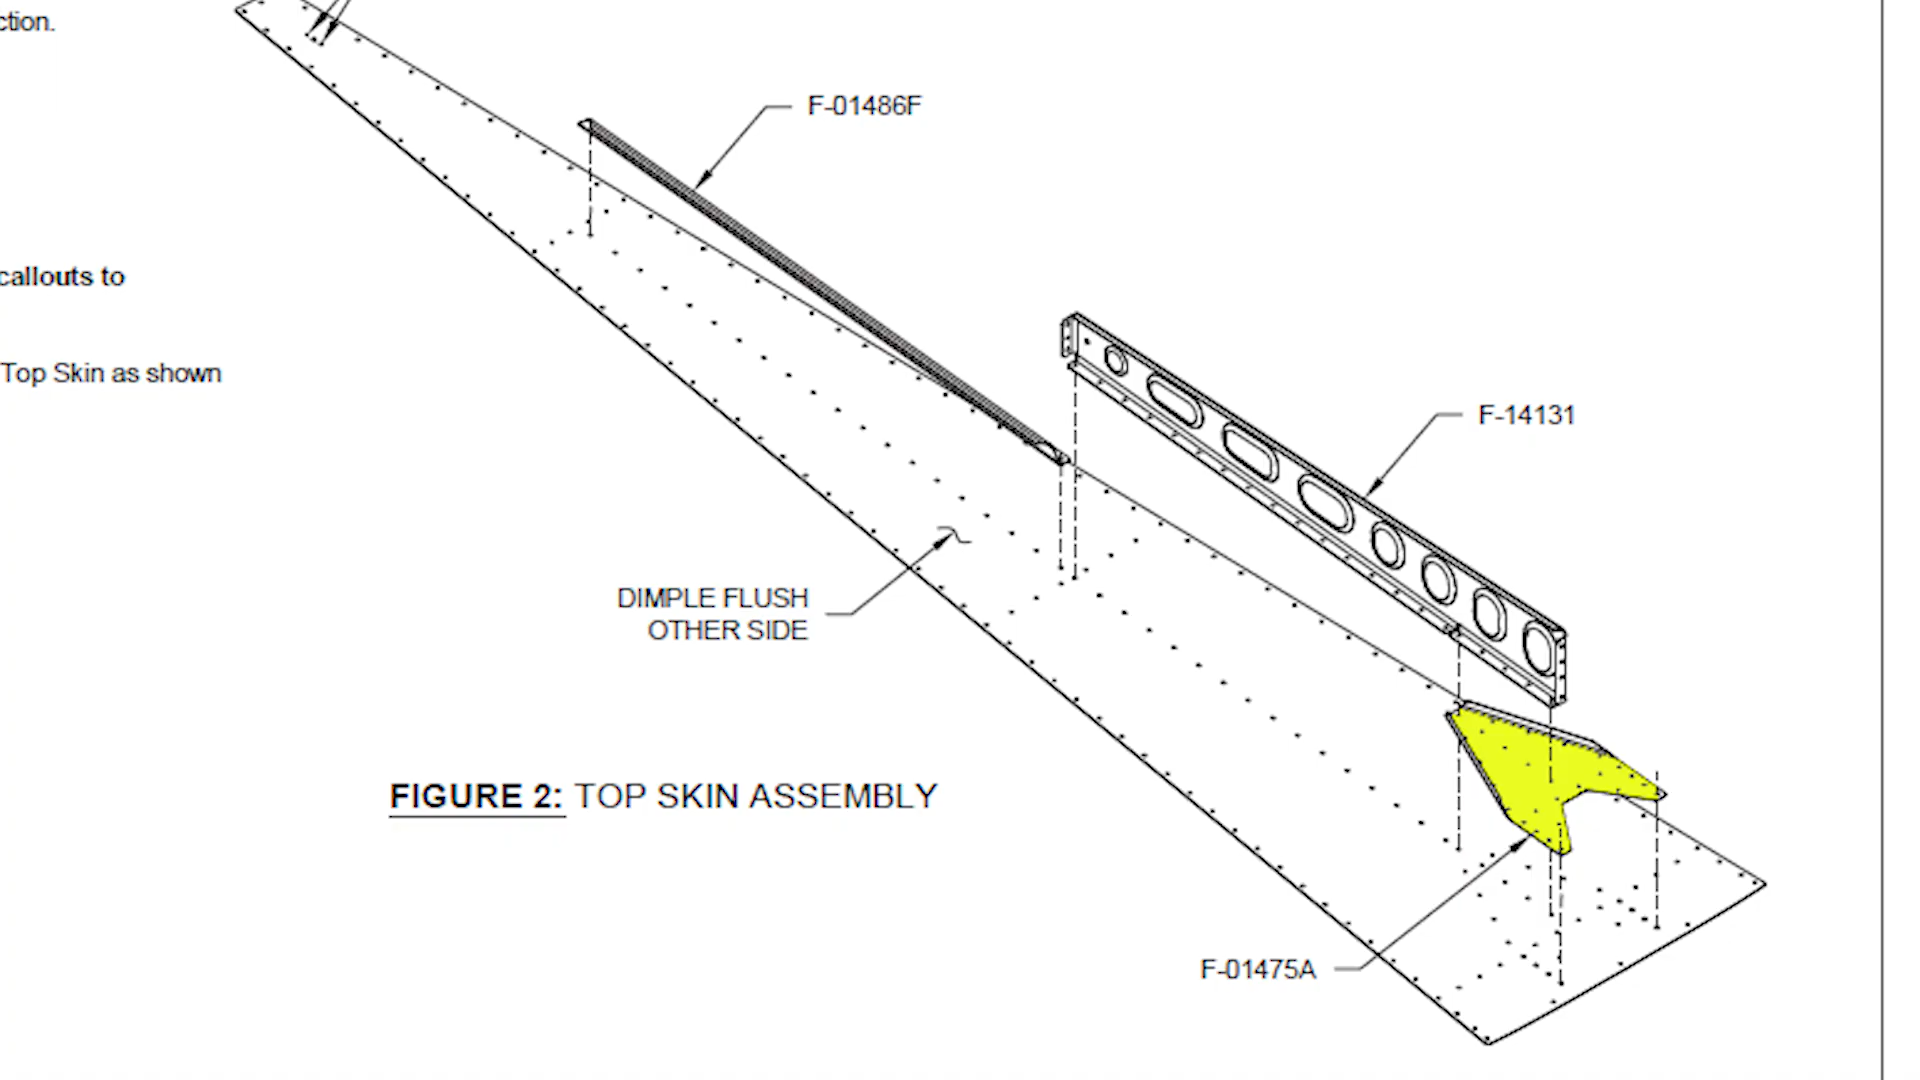 ction.
F-01486F
callouts to
Top Skin as shown
F-14131
DIMPLE FLUSH
OTHER SIDE
FIGURE 2: TOP SKIN ASSEMBLY
F-01475A